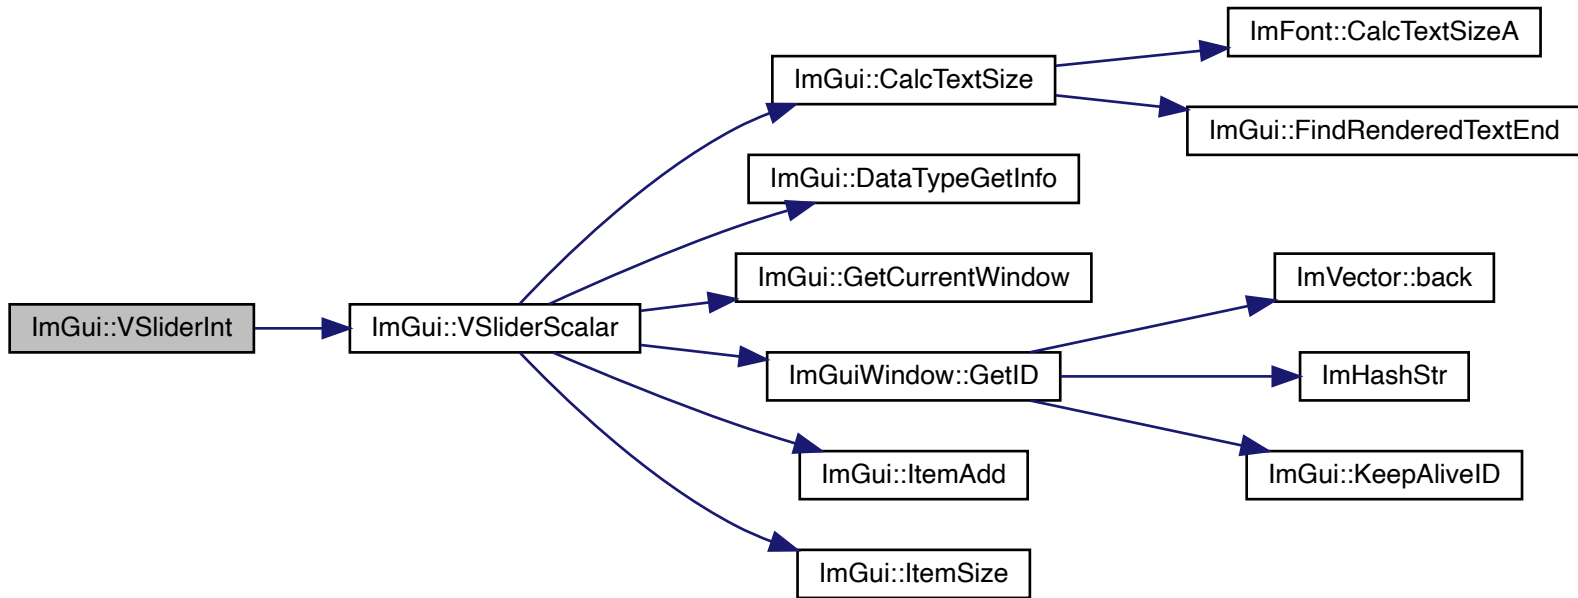 ImGui::VSliderInt
ImGui::VSliderScalar
ImGui::CalcTextSize
ImFont::CalcTextSizeA
ImGui::FindRenderedTextEnd
ImGui::DataTypeGetInfo
ImGui::GetCurrentWindow
ImGuiWindow::GetID
ImVector::back
ImHashStr
ImGui::KeepAliveID
ImGui::ItemAdd
ImGui::ItemSize